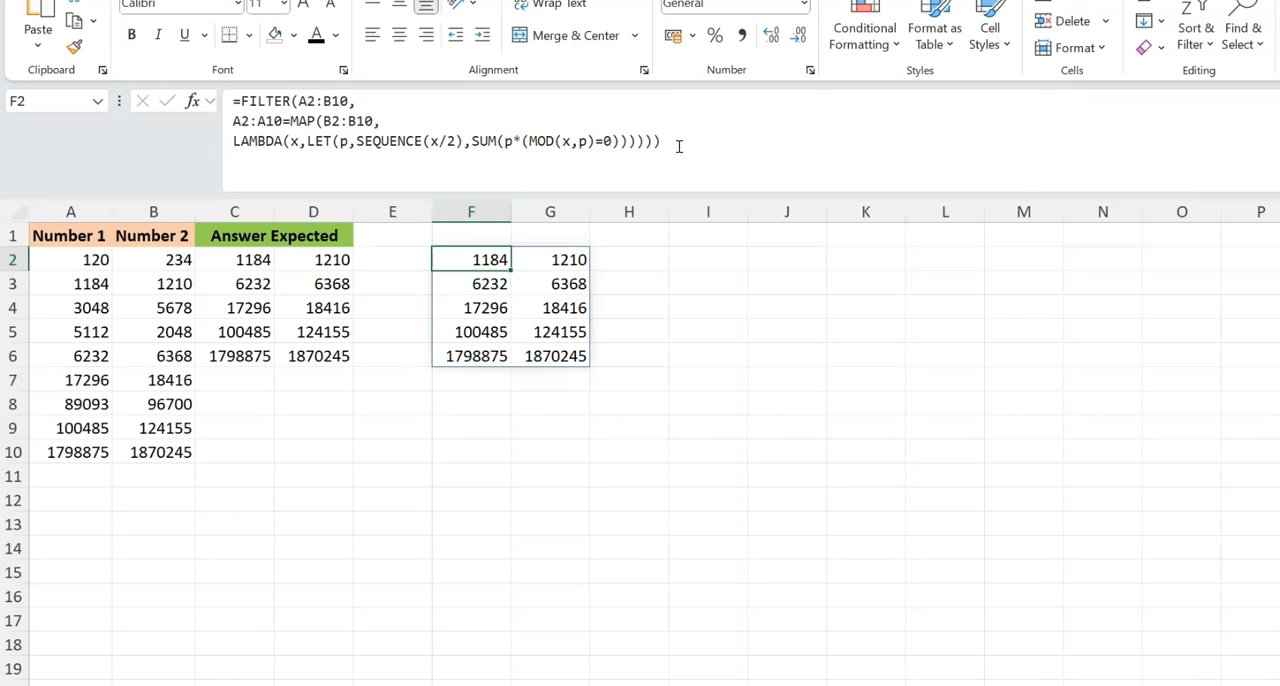 Calibri 11 A A General
Paste
B I U A Wrap Text Merge & Center % , Conditional Formatting Format as Table Cell Styles Delete Format Sort & Filter Find & Select
Clipboard Font Alignment Number Styles Cells Editing
F2 fx =FILTER(A2:B10,
A2:A10=MAP(B2:B10,
LAMBDA(x,LET(p,SEQUENCE(x/2),SUM(p*(MOD(x,p)=0))))))
A B C D E F G H I J K L M N O P
1 Number 1 Number 2 Answer Expected
2 120 234 1184 1210 1184 1210
3 1184 1210 6232 6368 6232 6368
4 3048 5678 17296 18416 17296 18416
5 5112 2048 100485 124155 100485 124155
6 6232 6368 1798875 1870245 1798875 1870245
7 17296 18416
8 89093 96700
9 100485 124155
10 1798875 1870245
11
12
13
14
15
16
17
18
19